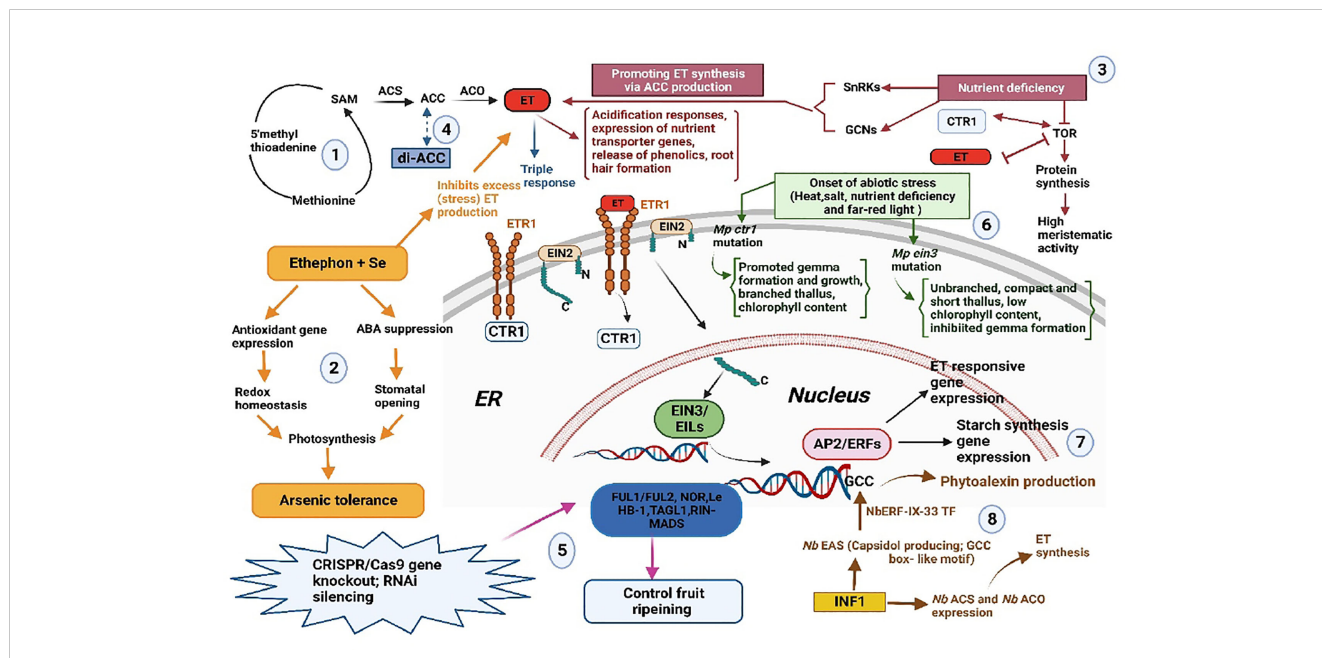 SAM
ACS
ACC
ACO
ET
5'methyl
thioadenine
1
Methionine
4
di-ACC
Inhibits excess
(stress) ET
production
Triple
response
Promoting ET synthesis
via ACC production
Acidification responses,
expression of nutrient
transporter genes,
release of phenolics, root
hair formation
SnRKs
GCNs
Nutrient deficiency
3
CTR1
TOR
ET
Protein
synthesis
High
meristematic
activity
Onset of abiotic stress
(Heat,salt, nutrient deficiency
and far-red light )
6
Mp ctr1
mutation
Promoted gemma
formation and growth,
branched thallus,
chlorophyll content
Mp ein3
mutation
Unbranched, compact and
short thallus, low
chlorophyll content,
inhibiited gemma formation
Ethephon + Se
Antioxidant gene
expression
ABA suppression
2
Redox
homeostasis
Stomatal
opening
Photosynthesis
Arsenic tolerance
ETR1
CTR1
EIN2
N
C
ET
ETR1
CTR1
EIN2
N
ER
C
Nucleus
EIN3/
EILs
AP2/ERFs
ET responsive
gene
expression
Starch synthesis
gene
expression
7
GCC
Phytoalexin production
NbERF-IX-33 TF
8
Nb EAS (Capsidol producing; GCC
box- like motif)
ET
synthesis
INF1
Nb ACS and Nb ACO
expression
FUL1/FUL2, NOR,Le
HB-1,TAGL1,RIN-
MADS
5
CRISPR/Cas9 gene
knockout; RNAi
silencing
Control fruit
ripeining